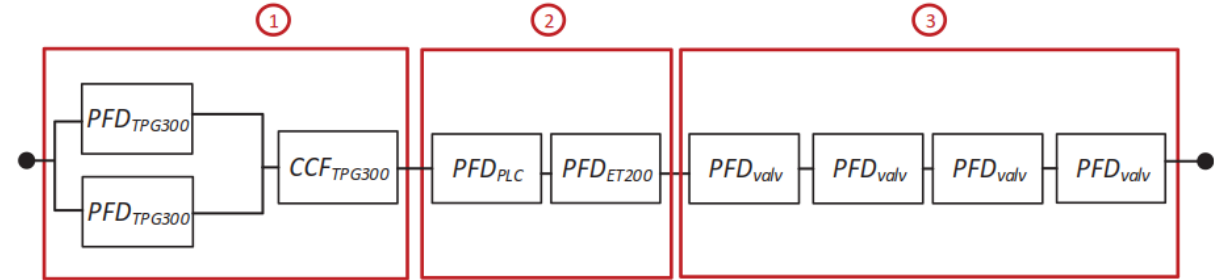 1
2
3
PFDTPG300
PFDTPG300
CCFTPG300
PFDPLC
PFDET200
PFDvalv
PFDvalv
PFDvalv
PFDvalv